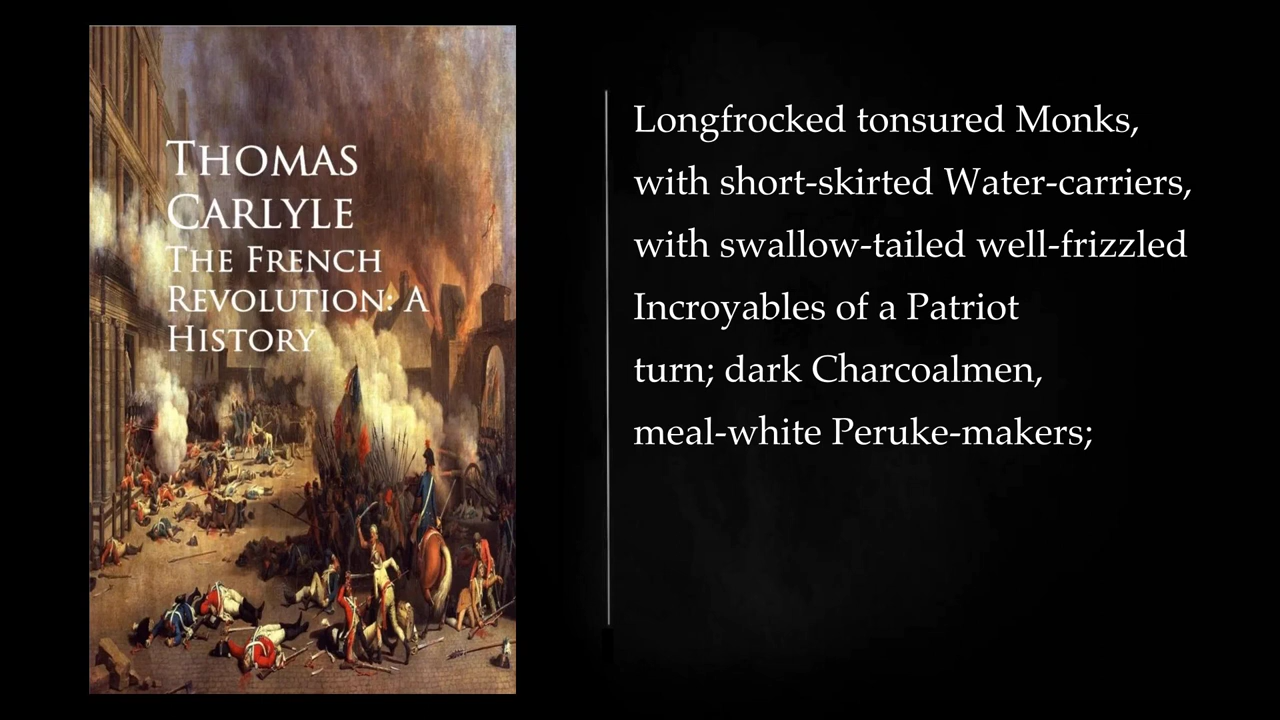 THOMAS
CARLYLE
THE FRENCH
REVOLUTION: A
HISTORY
Longfrocked tonsured Monks,
with short-skirted Water-carriers,
with swallow-tailed well-frizzled
Incroyables of a Patriot
turn; dark Charcoalmen,
meal-white Peruke-makers;